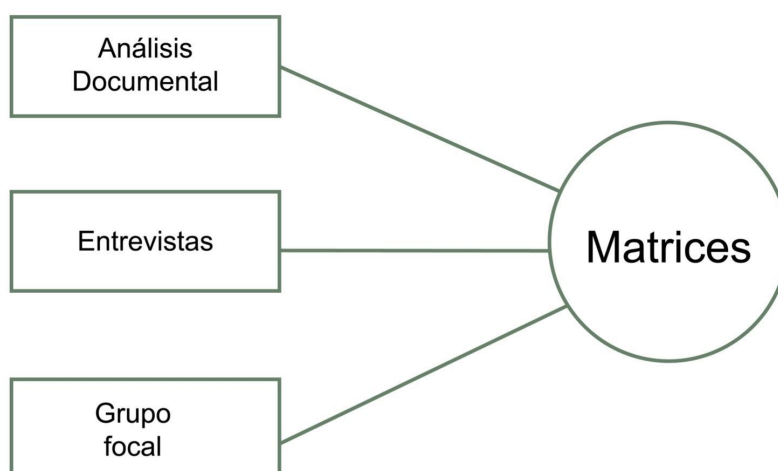 Análisis
Documental
Entrevistas
Matrices
Grupo
focal